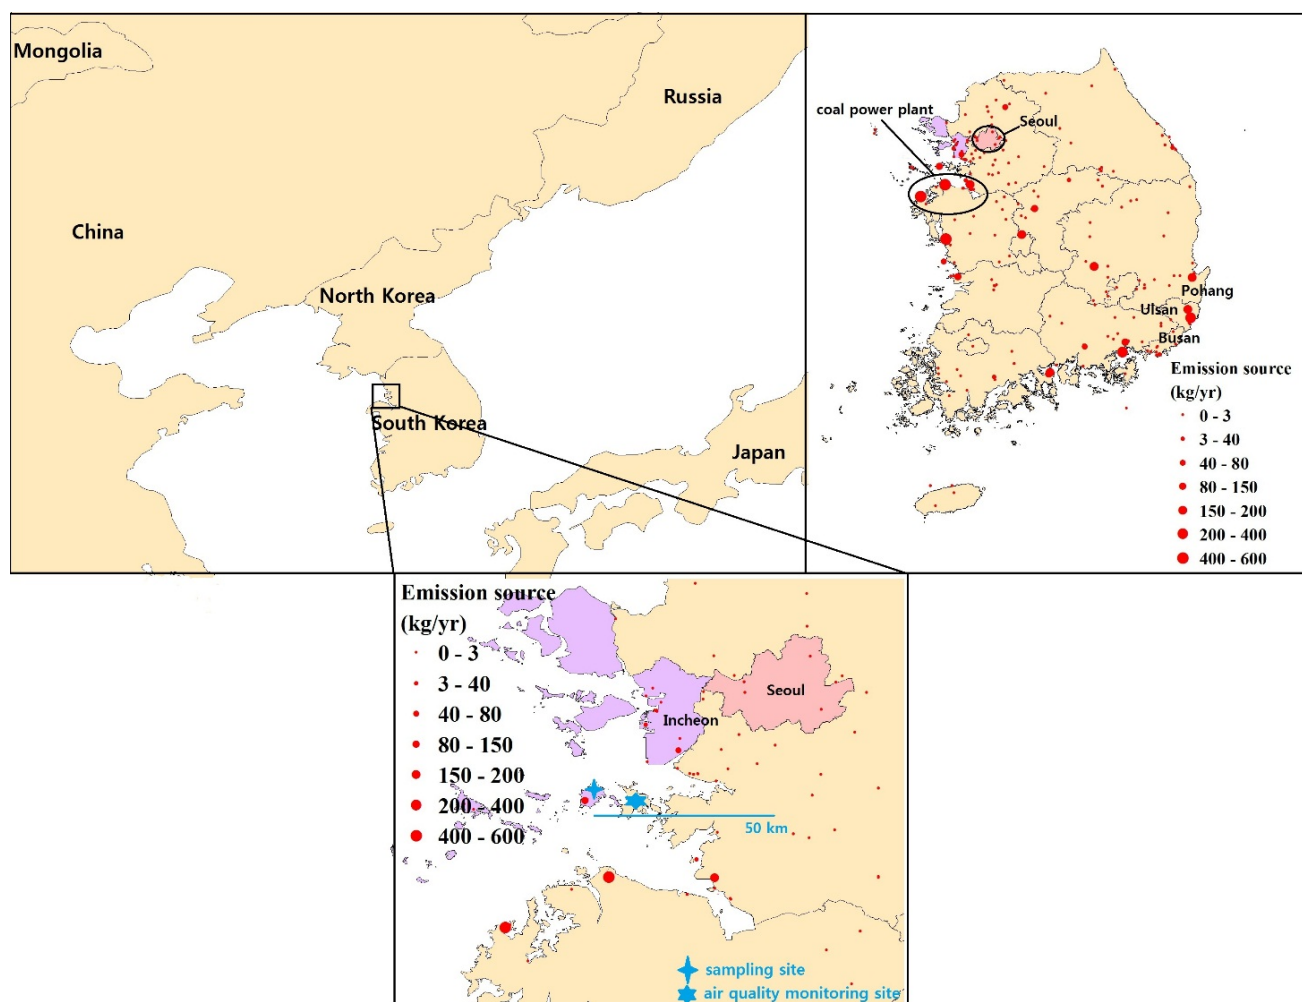 Mongolia
Russia
China
North Korea
South Korea
Japan
coal power plant
Seoul
Pohang
Ulsan
Busan
Emission source
(kg/yr)
0 - 3
3 - 40
40 - 80
80 - 150
150 - 200
200 - 400
400 - 600
Emission source
(kg/yr)
0 - 3
3 - 40
40 - 80
80 - 150
150 - 200
200 - 400
400 - 600
Seoul
Incheon
50 km
sampling site
air quality monitoring site